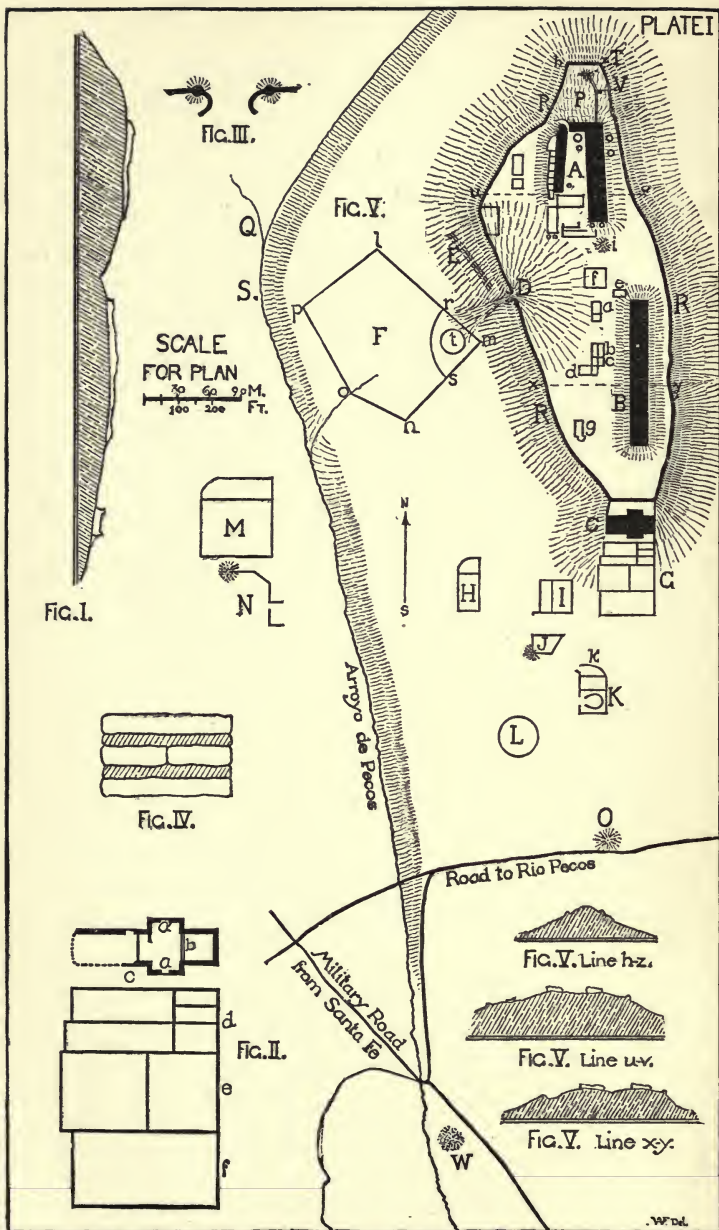 PLATE I
h
T
V
R
P
FIG. III.
A
u
v
Q
FIG. V.
i
E
l
S.
D
f
e
p
r
a
R
F
t
m
SCALE
FOR PLAN
30 60 90 M.
100 200 FT.
s
b
c
d
o
x
y
B
R
n
g
M
N
C
H
I
G
S
N
FIG. I.
J
k
K
Arroyo de Pecos
L
FIG. IV.
O
Road to Rio Pecos
a
b
a
c
FIG. V. Line h-z.
Military Road
from Santa Fé
d
FIG. II.
FIG. V. Line u-v.
e
FIG. V. Line x-y.
f
W